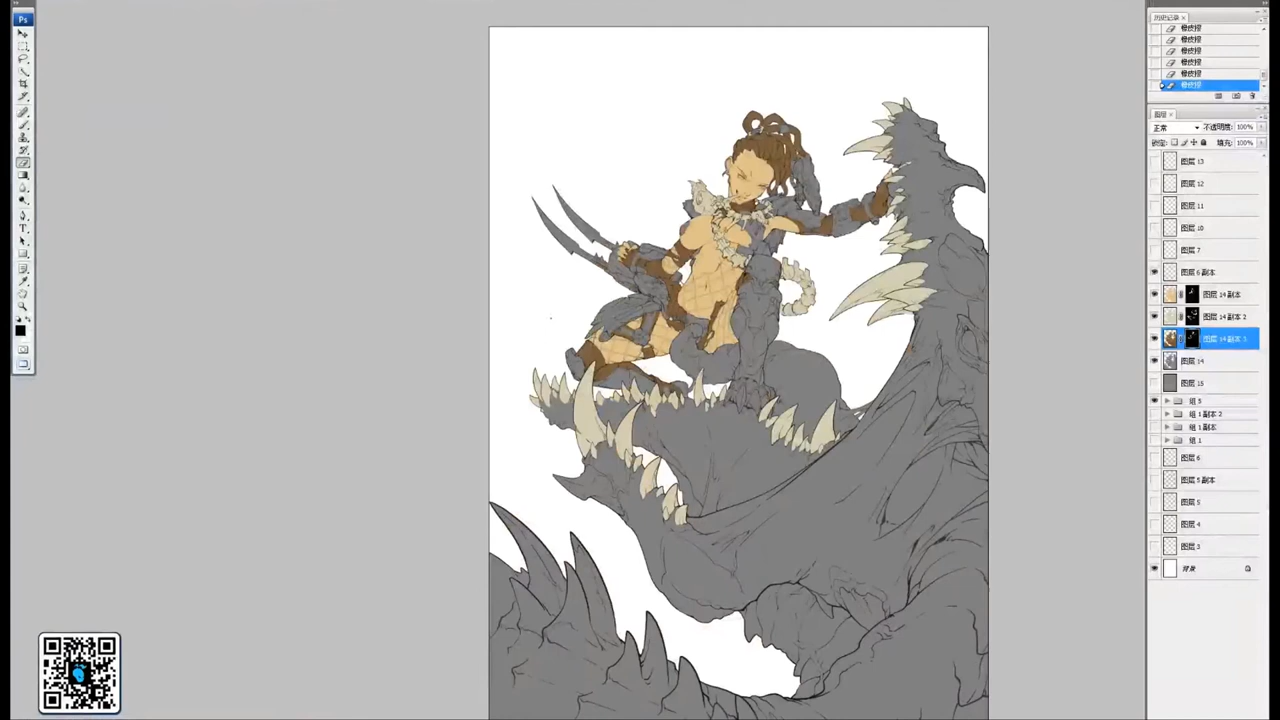 Ps
历史记录
橡皮擦
橡皮擦
橡皮擦
橡皮擦
橡皮擦
橡皮擦
图层
正常
不透明度: 100%
锁定:
填充: 100%
图层 13
图层 12
图层 11
图层 10
图层 7
图层 6 副本
图层 14 副本
图层 14 副本 2
图层 14 副本 3
图层 14
图层 15
组 5
组 1 副本 2
组 1 副本
组 1
图层 6
图层 5 副本
图层 5
图层 4
图层 3
背景
T